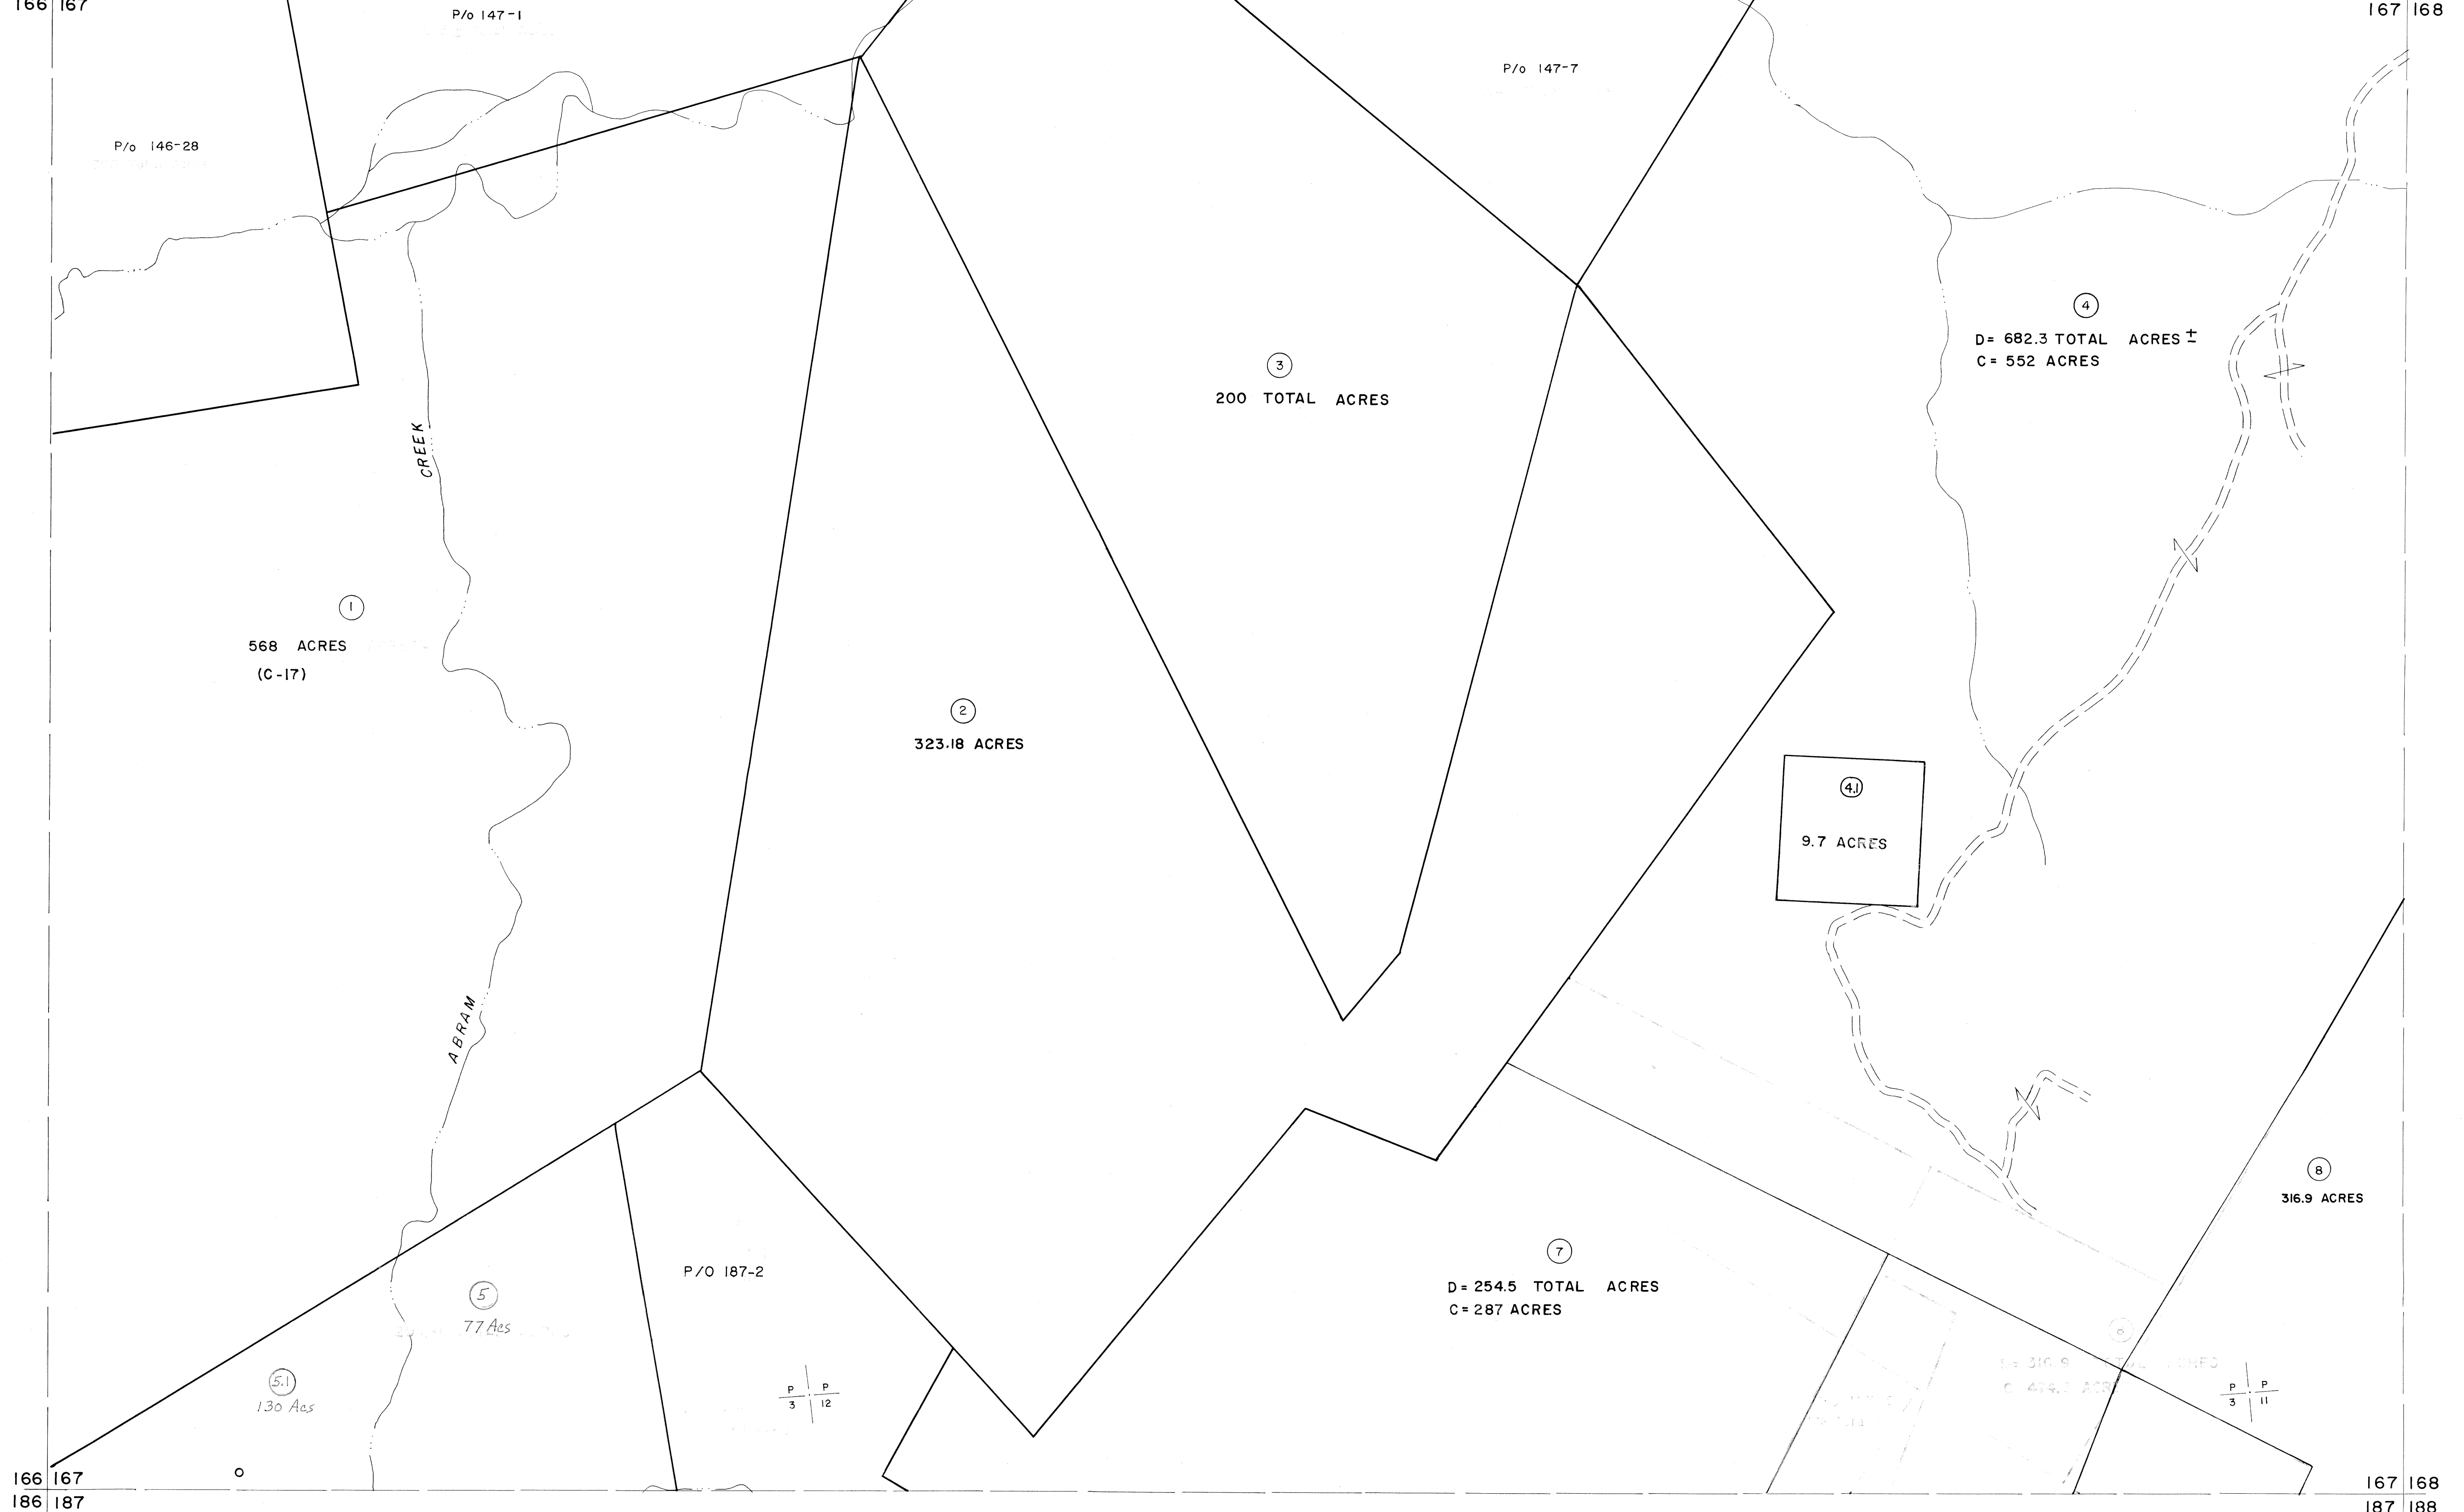 166 167
P/o 147-1
167 168
P/o 147-7
P/o 146-28
4
D= 682.3 TOTAL ACRES ±
C= 552 ACRES
3
200 TOTAL ACRES
CREEK
1
568 ACRES
(C-17)
2
323.18 ACRES
4.1
9.7 ACRES
ABRAM
8
316.9 ACRES
7
D= 254.5 TOTAL ACRES
C= 287 ACRES
P/O 187-2
5
77 Acs
5.1
130 Acs
P P
3 12
P P
3 11
166 167
186 187
167 168
187 188